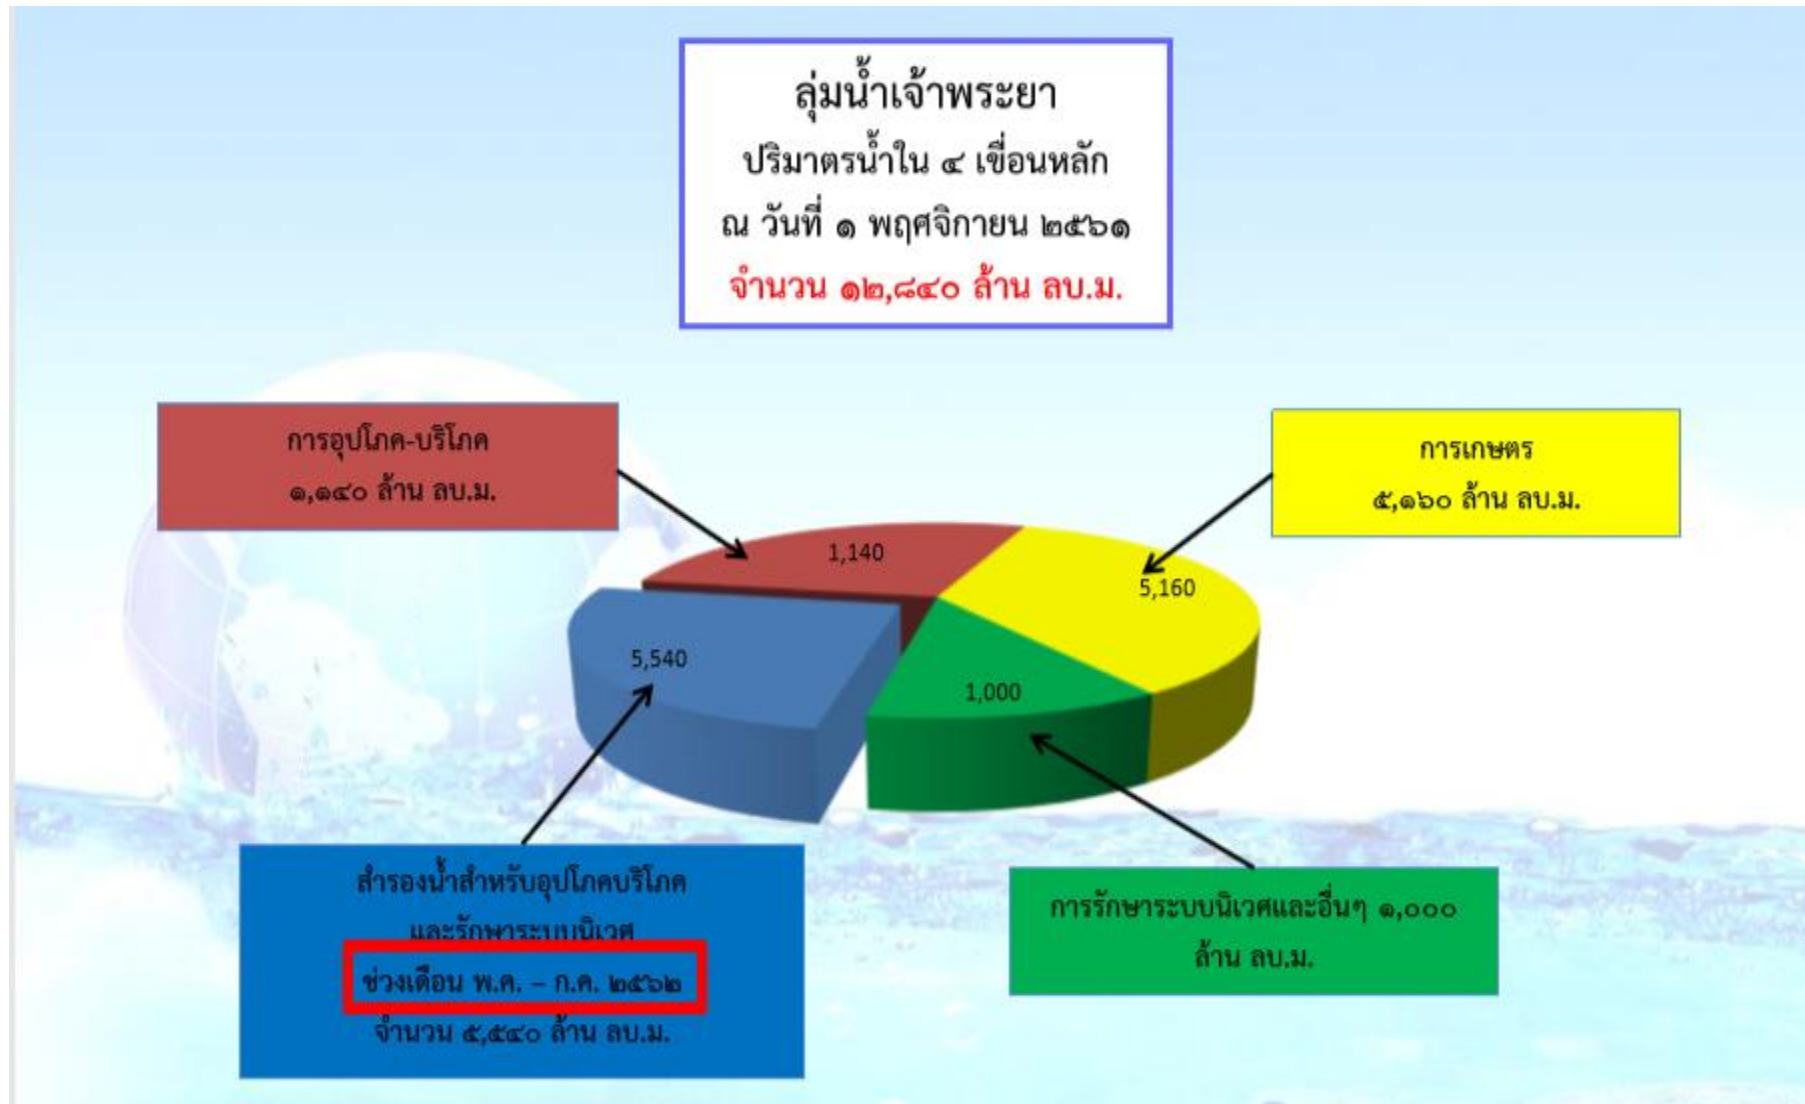 ลุ่มน้ำเจ้าพระยา
ปริมาตรน้ำใน ๔ เขื่อนหลัก
ณ วันที่ ๑ พฤศจิกายน ๒๕๖๑
จำนวน ๑๒,๘๔๐ ล้าน ลบ.ม.
การอุปโภค-บริโภค
๑,๑๔๐ ล้าน ลบ.ม.
การเกษตร
๕,๑๖๐ ล้าน ลบ.ม.
1,140
5,160
5,540
1,000
สำรองน้ำสำหรับอุปโภคบริโภค
และรักษาระบบนิเวศ
ช่วงเดือน พ.ค. – ก.ค. ๒๕๖๒
จำนวน ๕,๕๔๐ ล้าน ลบ.ม.
การรักษาระบบนิเวศและอื่นๆ ๑,๐๐๐
ล้าน ลบ.ม.